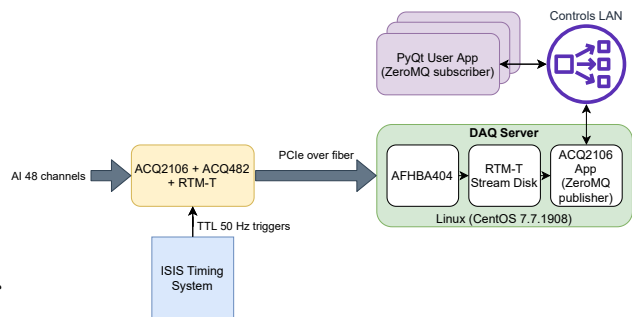 Controls LAN
PyQt User App
(ZeroMQ subscriber)
DAQ Server
AI 48 channels
ACQ2106 + ACQ482
+ RTM-T
PCIe over fiber
AFHBA404
RTM-T
Stream Disk
ACQ2106
App
(ZeroMQ
publisher)
Linux (CentOS 7.7.1908)
TTL 50 Hz triggers
ISIS Timing
System